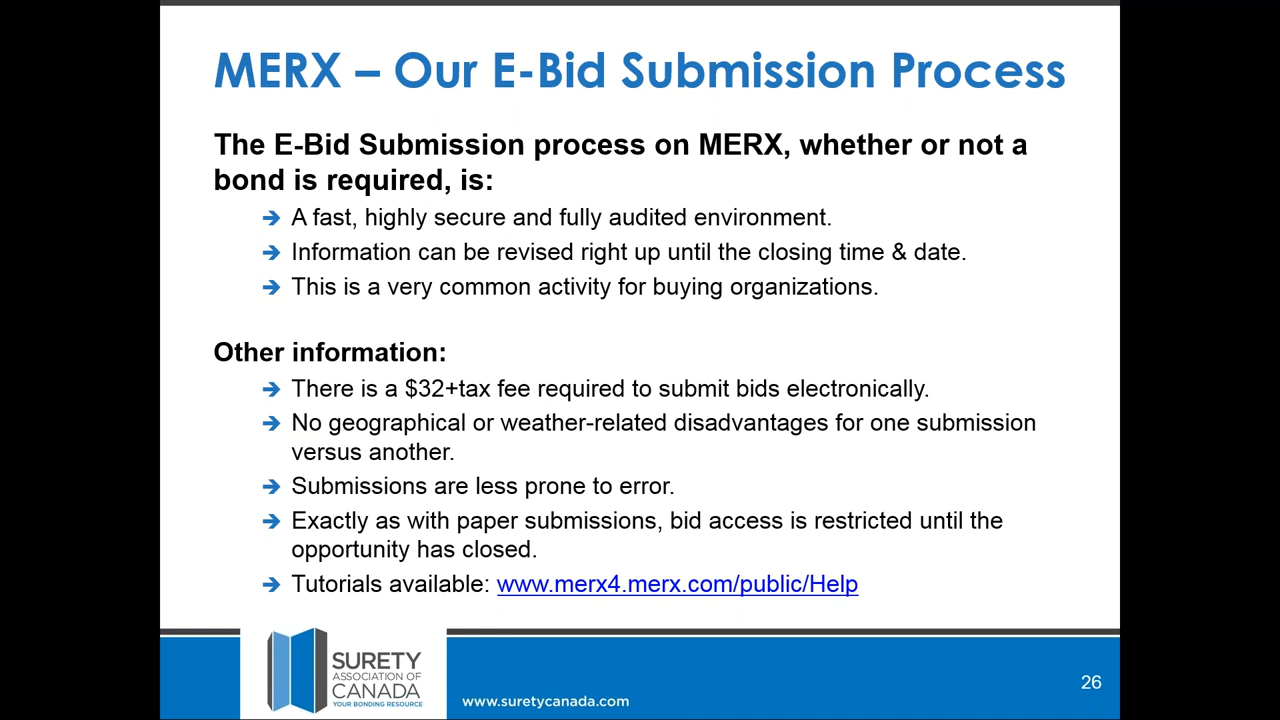 MERX – Our E-Bid Submission Process
The E-Bid Submission process on MERX, whether or not a
bond is required, is:
➔ A fast, highly secure and fully audited environment.
➔ Information can be revised right up until the closing time & date.
➔ This is a very common activity for buying organizations.
Other information:
➔ There is a $32+tax fee required to submit bids electronically.
➔ No geographical or weather-related disadvantages for one submission
versus another.
➔ Submissions are less prone to error.
➔ Exactly as with paper submissions, bid access is restricted until the
opportunity has closed.
➔ Tutorials available: www.merx4.merx.com/public/Help
SURETY
ASSOCIATION OF
CANADA
YOUR BONDING RESOURCE
www.suretycanada.com
26